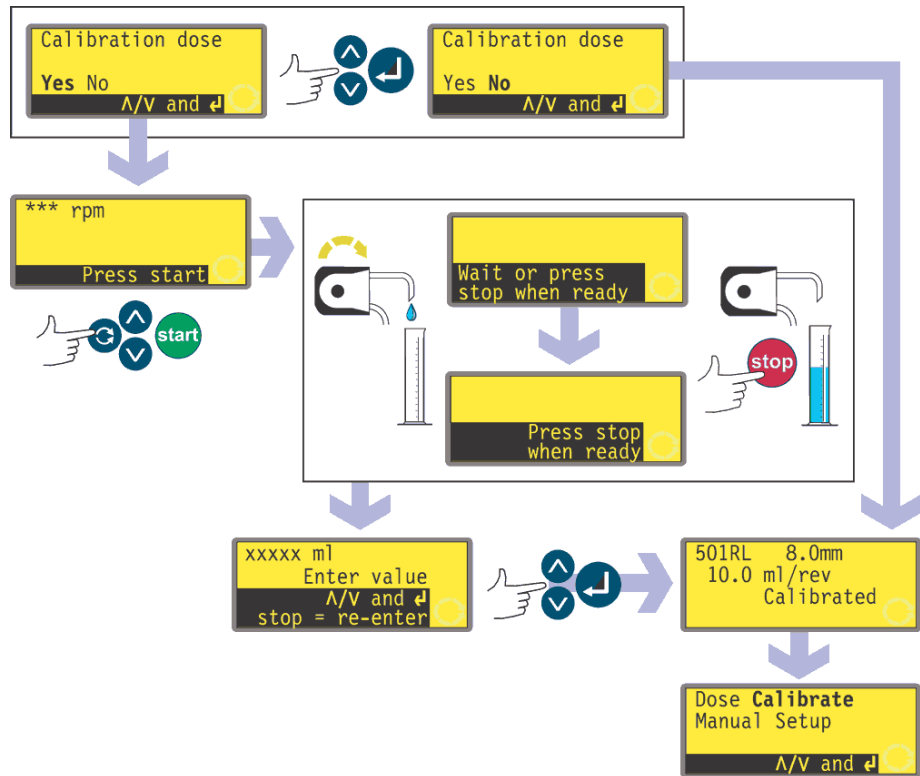 Calibration dose
Yes No
Λ/V and ↲
Calibration dose
Yes No
Λ/V and ↲
*** rpm
Press start
start
Wait or press
stop when ready
stop
Press stop
when ready
xxxxx ml
Enter value
Λ/V and ↲
stop = re-enter
501RL 8.0mm
10.0 ml/rev
Calibrated
Dose Calibrate
Manual Setup
Λ/V and ↲